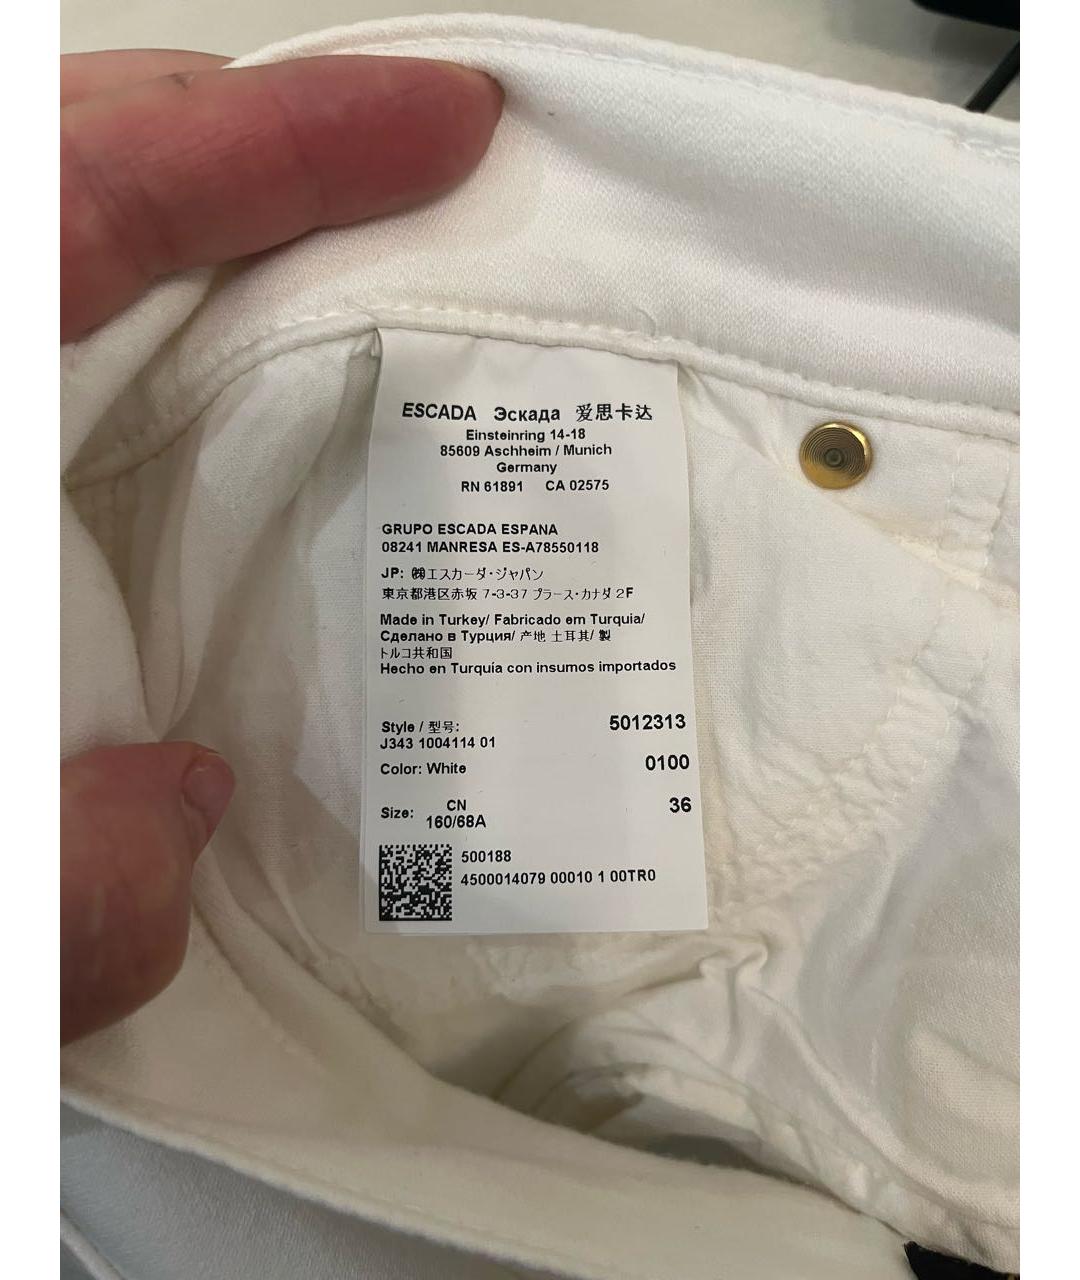 ESCADA Эскада 爱思卡达
Einsteinring 14-18
85609 Aschheim / Munich
Germany
RN 61891 CA 02575
GRUPO ESCADA ESPANA
08241 MANRESA ES-A78550118
JP: ㈱エスカーダ・ジャパン
東京都港区赤坂 7-3-37 プラース・カナダ 2F
Made in Turkey/ Fabricado em Turquia/
Сделано в Турции/ 产地 土耳其/ 製
トルコ共和国
Hecho en Turquía con insumos importados
Style / 型号: 5012313
J343 1004114 01
Color: White 0100
Size: CN 160/68A 36
500188
4500014079 00010 1 00TR0